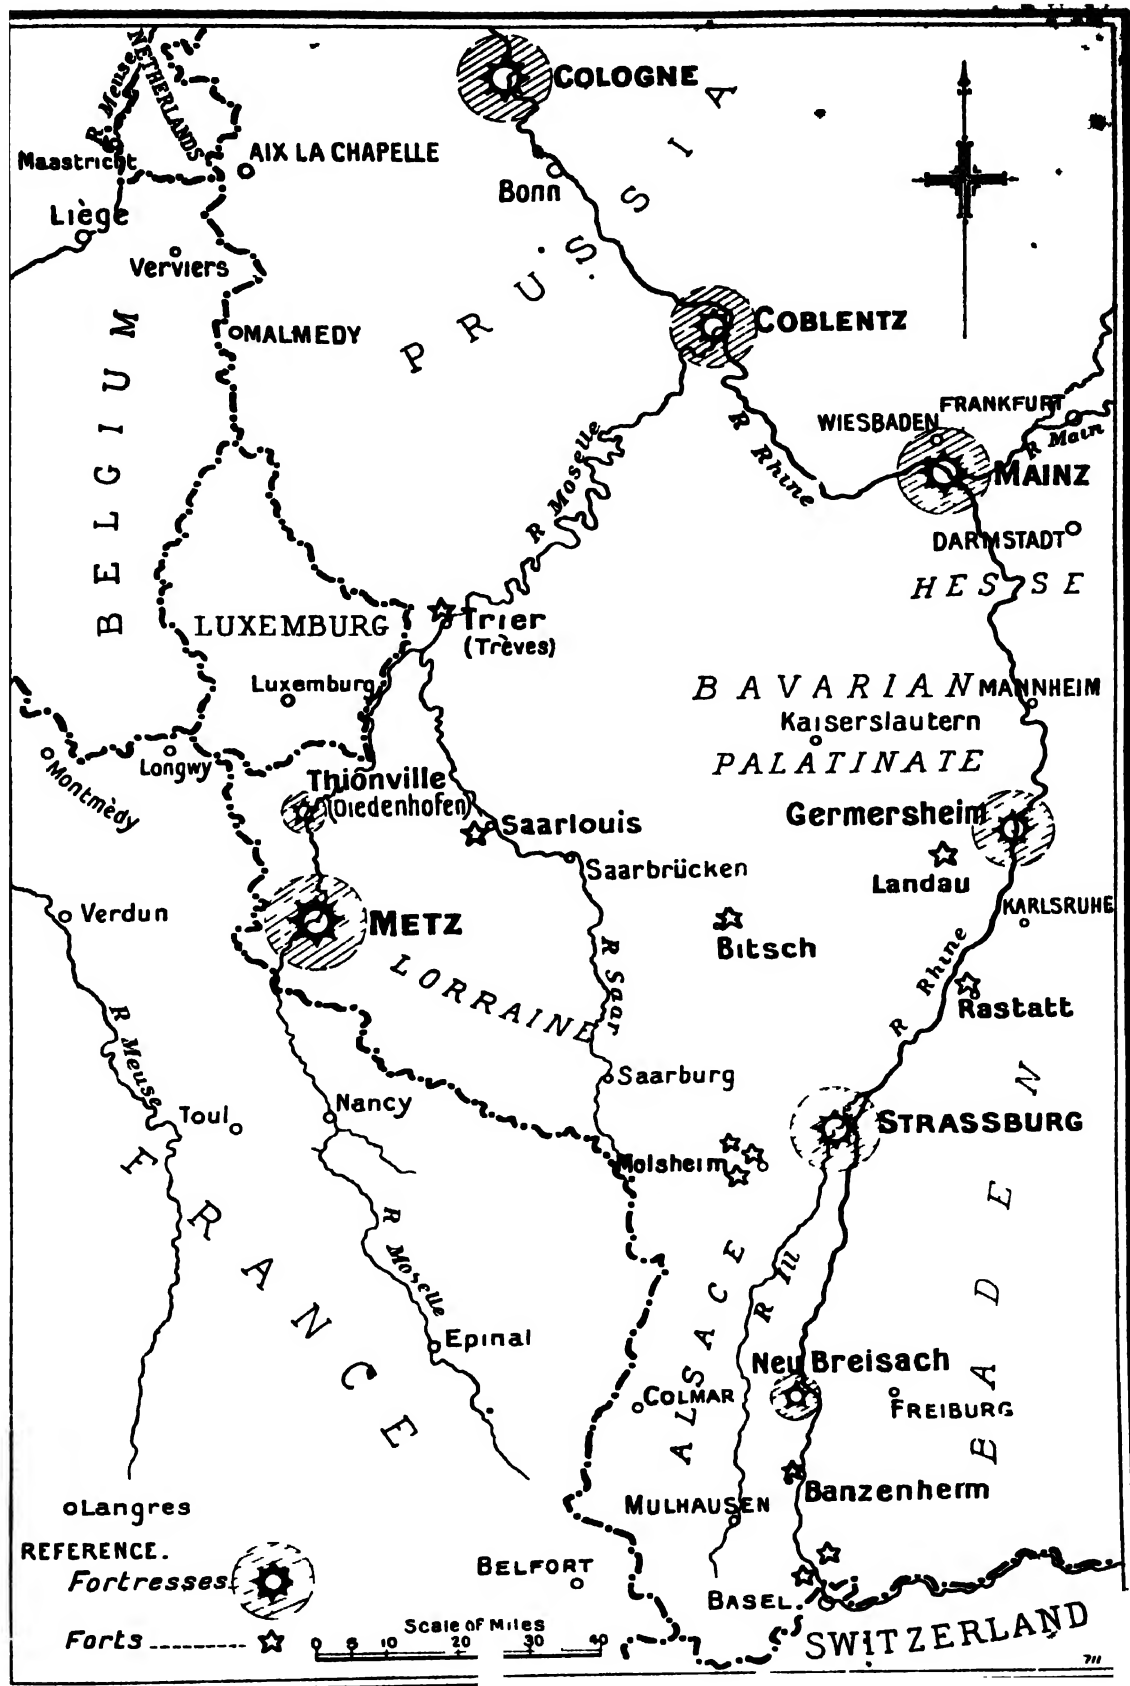 COLOGNE
R Meuse
NETHERLANDS
AIX LA CHAPELLE
Maastricht
Bonn
Liège
Verviers
PRUSSIA
MALMEDY
COBLENTZ
BELGIUM
WIESBADEN
FRANKFURT
R Main
R Rhine
R Moselle
MAINZ
DARMSTADT
HESSE
LUXEMBURG
Trier
(Trèves)
Luxemburg
BAVARIAN
MANNHEIM
Kaiserslautern
PALATINATE
Longwy
Montmèdy
Thionville
(Diedenhofen)
Saarlouis
Germersheim
Saarbrücken
Landau
KARLSRUHE
Verdun
METZ
Bitsch
LORRAINE
R Saar
R Rhine
Rastatt
R Meuse
Saarburg
Toul
Nancy
STRASSBURG
Molsheim
FRANCE
R Moselle
ALSACE
R Ill
BADEN
Epinal
Neu Breisach
COLMAR
FREIBURG
Banzenheim
Langres
MULHAUSEN
REFERENCE.
Fortresses
BELFORT
BASEL.
Forts
Scale of Miles
0 5 10 20 30 40
SWITZERLAND
711